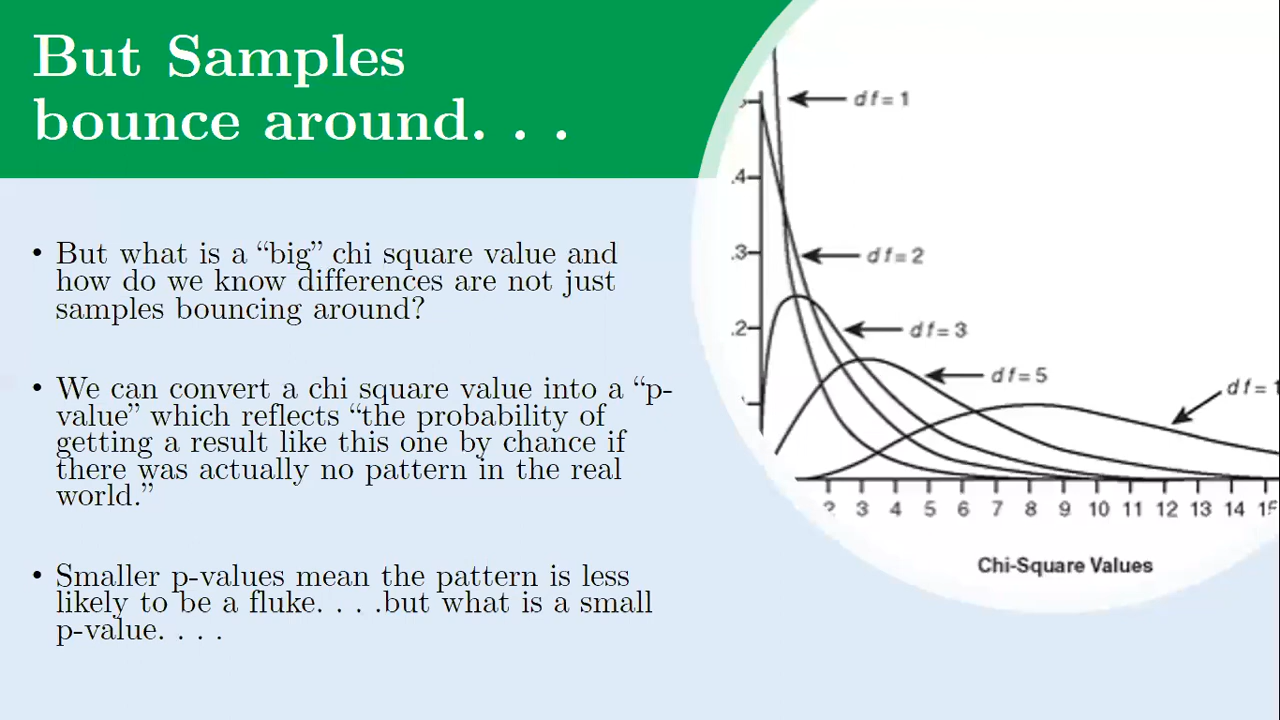 But Samples
bounce around. . .
• But what is a “big” chi square value and
how do we know differences are not just
samples bouncing around?
• We can convert a chi square value into a “p-
value” which reflects “the probability of
getting a result like this one by chance if
there was actually no pattern in the real
world.”
• Smaller p-values mean the pattern is less
likely to be a fluke. . . .but what is a small
p-value. . . .
df=1
.4
df=2
.3
df=3
.2
df=5
df=
2 3 4 5 6 7 8 9 10 11 12 13 14
Chi-Square Values